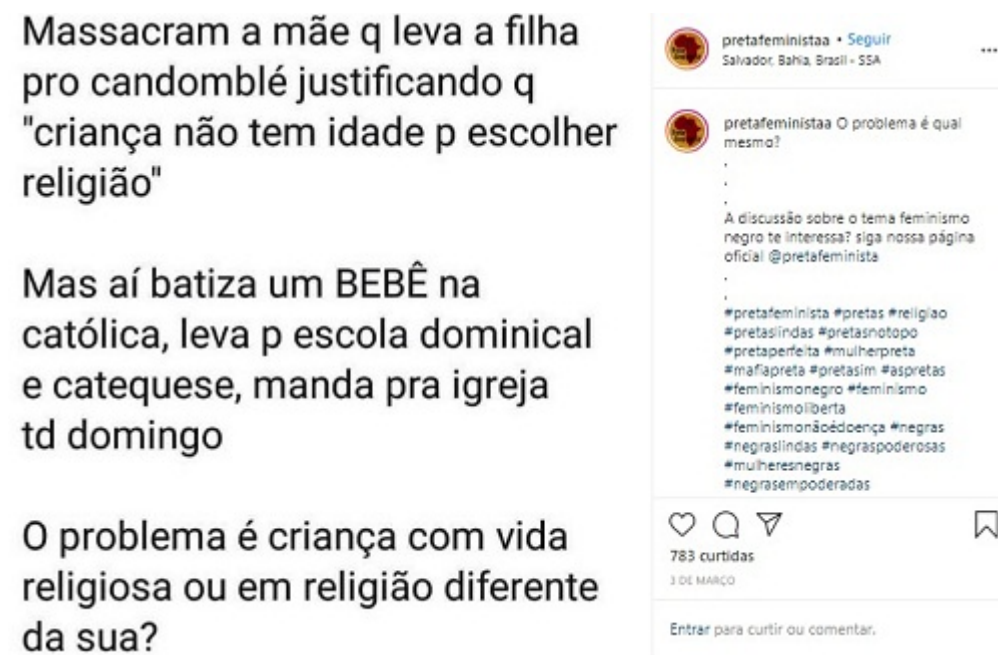 Massacram a mãe q leva a filha
pro candomblé justificando q
"criança não tem idade p escolher
religião"
Mas aí batiza um BEBÊ na
católica, leva p escola dominical
e catequese, manda pra igreja
td domingo
O problema é criança com vida
religiosa ou em religião diferente
da sua?
pretafeministaa • Seguir
Salvador, Bahia, Brasil - SSA
...
pretafeministaa O problema é qual
mesmo?
.
.
.
A discussão sobre o tema feminismo
negro te interessa? siga nossa página
oficial @pretafeminista
.
.
#pretafeminista #pretas #religiao
#pretaslindas #pretasnotopo
#pretaperfeita #mulherpreta
#mafiapreta #pretasim #aspretas
#feminismonegro #feminismo
#feminismoliberta
#feminismonãoédoença #negras
#negraslindas #negraspoderosas
#mulheresnegras
#negrasempoderadas
783 curtidas
3 DE MARÇO
Entrar para curtir ou comentar.